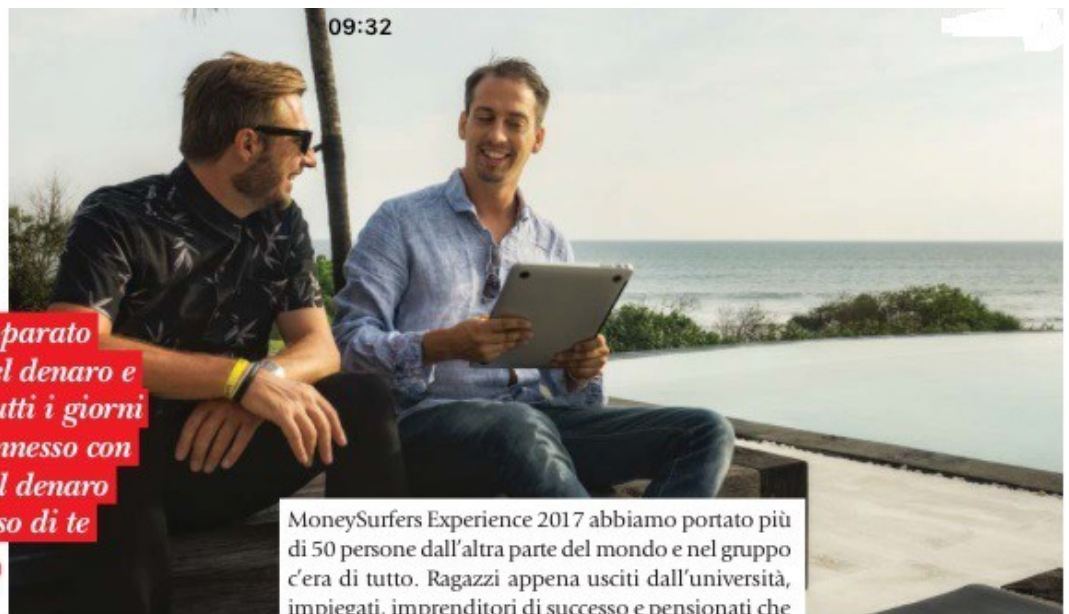 09:32
parato
el denaro e
utti i giorni
nnesso con
l denaro
so di te
MoneySurfers Experience 2017 abbiamo portato più
di 50 persone dall'altra parte del mondo e nel gruppo
c'era di tutto. Ragazzi appena usciti dall'università,
impiegati, imprenditori di successo e pensionati che